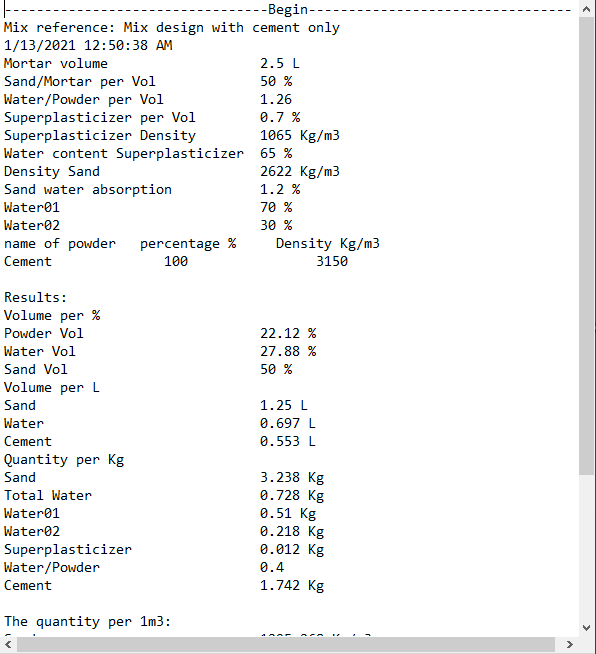 |--------------------------------Begin------------------------------
Mix reference: Mix design with cement only
1/13/2021 12:50:38 AM
Mortar volume 2.5 L
Sand/Mortar per Vol 50 %
Water/Powder per Vol 1.26
Superplasticizer per Vol 0.7 %
Superplasticizer Density 1065 Kg/m3
Water content Superplasticizer 65 %
Density Sand 2622 Kg/m3
Sand water absorption 1.2 %
Water01 70 %
Water02 30 %
name of powder percentage % Density Kg/m3
Cement 100 3150
Results:
Volume per %
Powder Vol 22.12 %
Water Vol 27.88 %
Sand Vol 50 %
Volume per L
Sand 1.25 L
Water 0.697 L
Cement 0.553 L
Quantity per Kg
Sand 3.238 Kg
Total Water 0.728 Kg
Water01 0.51 Kg
Water02 0.218 Kg
Superplasticizer 0.012 Kg
Water/Powder 0.4
Cement 1.742 Kg
The quantity per 1m3: